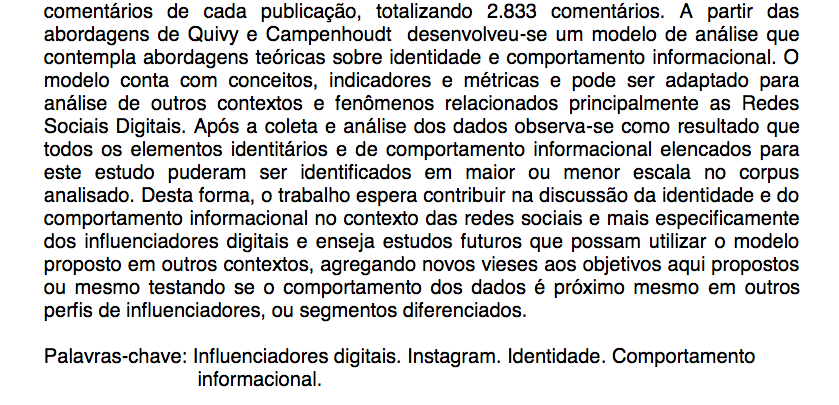 comentários de cada publicação, totalizando 2.833 comentários. A partir das
abordagens de Quivy e Campenhoudt desenvolveu-se um modelo de análise que
contempla abordagens teóricas sobre identidade e comportamento informacional. O
modelo conta com conceitos, indicadores e métricas e pode ser adaptado para
análise de outros contextos e fenômenos relacionados principalmente as Redes
Sociais Digitais. Após a coleta e análise dos dados observa-se como resultado que
todos os elementos identitários e de comportamento informacional elencados para
este estudo puderam ser identificados em maior ou menor escala no corpus
analisado. Desta forma, o trabalho espera contribuir na discussão da identidade e do
comportamento informacional no contexto das redes sociais e mais especificamente
dos influenciadores digitais e enseja estudos futuros que possam utilizar o modelo
proposto em outros contextos, agregando novos vieses aos objetivos aqui propostos
ou mesmo testando se o comportamento dos dados é próximo mesmo em outros
perfis de influenciadores, ou segmentos diferenciados.
Palavras-chave: Influenciadores digitais. Instagram. Identidade. Comportamento
informacional.